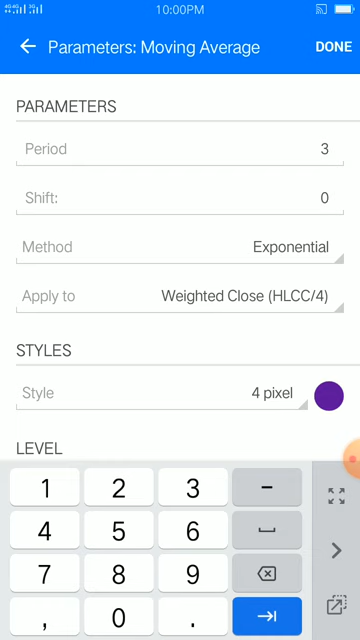 10:00PM
Parameters: Moving Average DONE
PARAMETERS
Period 3
Shift: 0
Method Exponential
Apply to Weighted Close (HLCC/4)
STYLES
Style 4 pixel
LEVEL
1 2 3 -
4 5 6
7 8 9
, 0 .